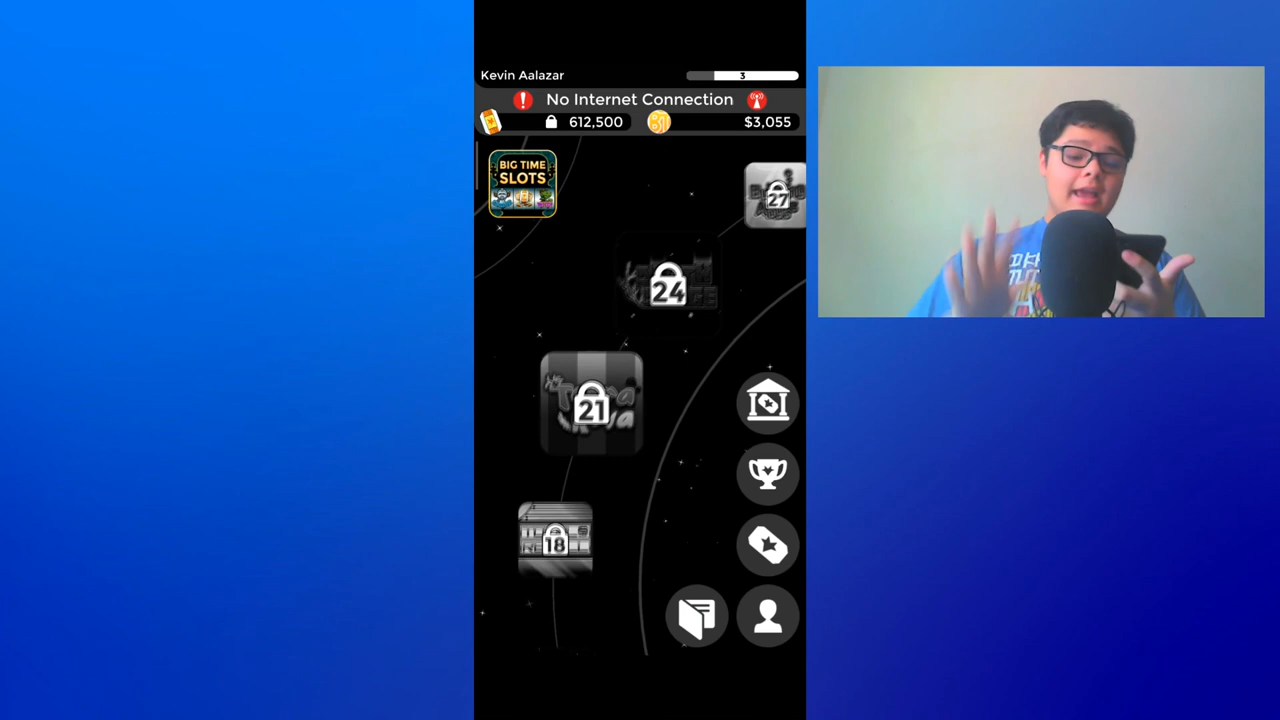 Kevin Aalazar
3
No Internet Connection
612,500
$3,055
BIG TIME
SLOTS
27
24
21
18